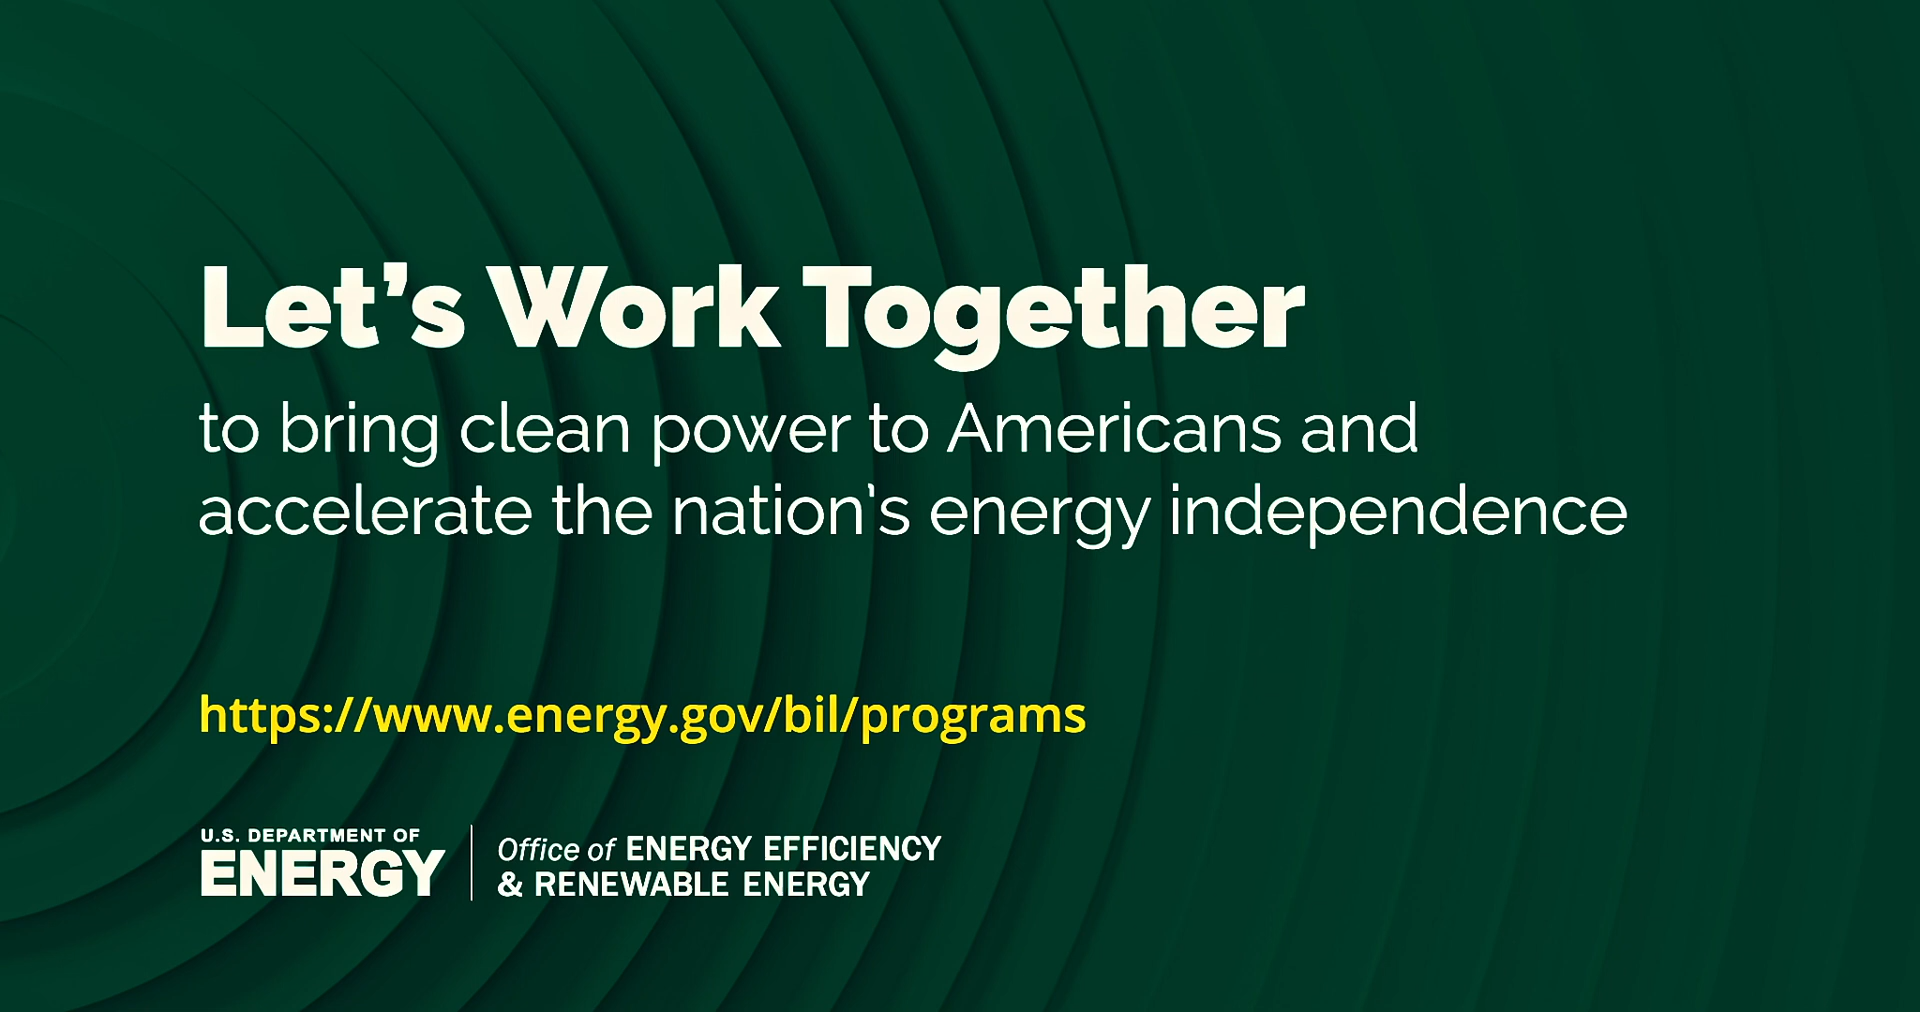 Let's Work Together
to bring clean power to Americans and
accelerate the nation's energy independence
https://www.energy.gov/bil/programs
U.S. DEPARTMENT OF
ENERGY
Office of ENERGY EFFICIENCY
& RENEWABLE ENERGY